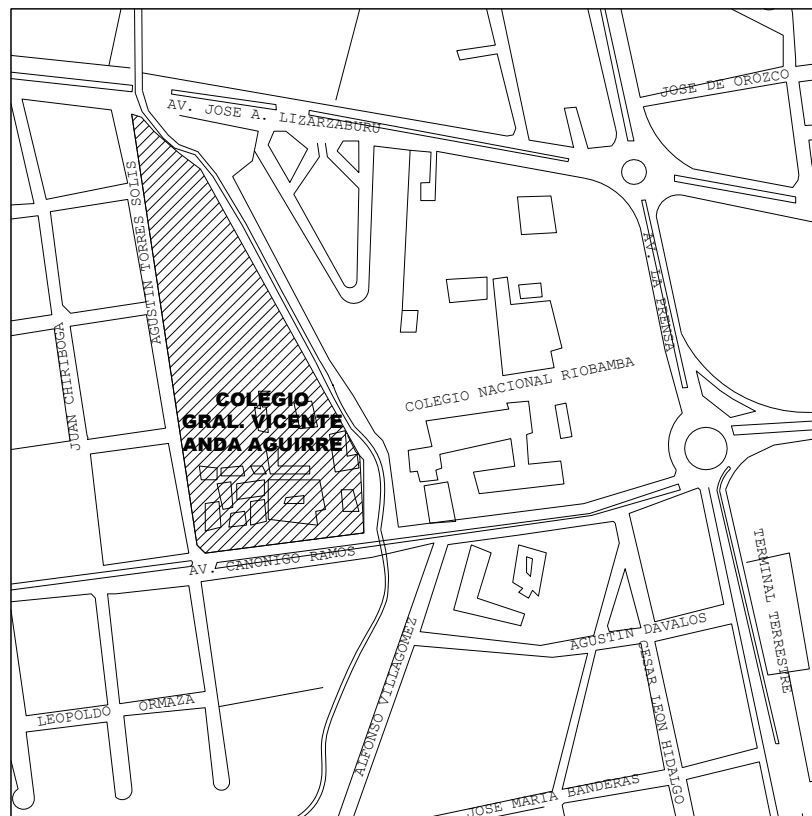 JOSE DE OROZCO
AV. JOSE A. LIZARZABURU
AGUSTIN TORRES SOLIS
AV. LA PRENSA
JUAN CHIRIBOGA
COLEGIO NACIONAL RIOBAMBA
COLEGIO
GRAL. VICENTE
ANDA AGUIRRE
AV. CANONIGO RAMOS
TERMINAL TERRESTRE
AGUSTIN DAVALOS
ALFONSO VILLAGOMEZ
CESAR LEON HIDALGO
LEOPOLDO ORMAZA
JOSE MARIA BANDERAS